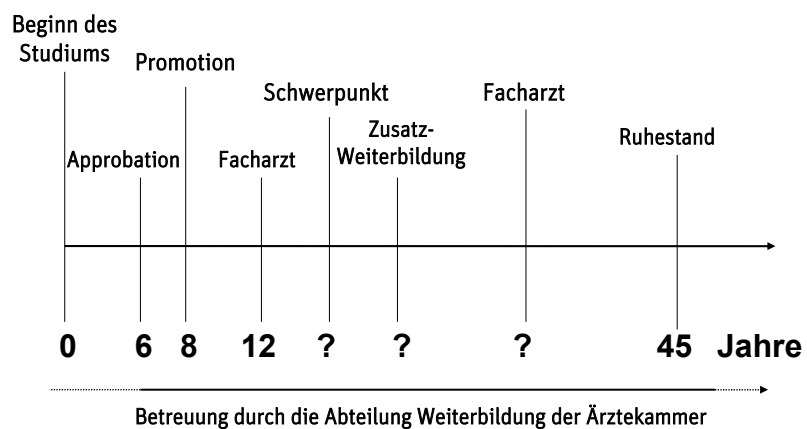 Beginn des
Studiums
Promotion
Schwerpunkt
Facharzt
Zusatz-
Weiterbildung
Ruhestand
Approbation
Facharzt
0 6 8 12 ? ? ? 45 Jahre
Betreuung durch die Abteilung Weiterbildung der Ärztekammer